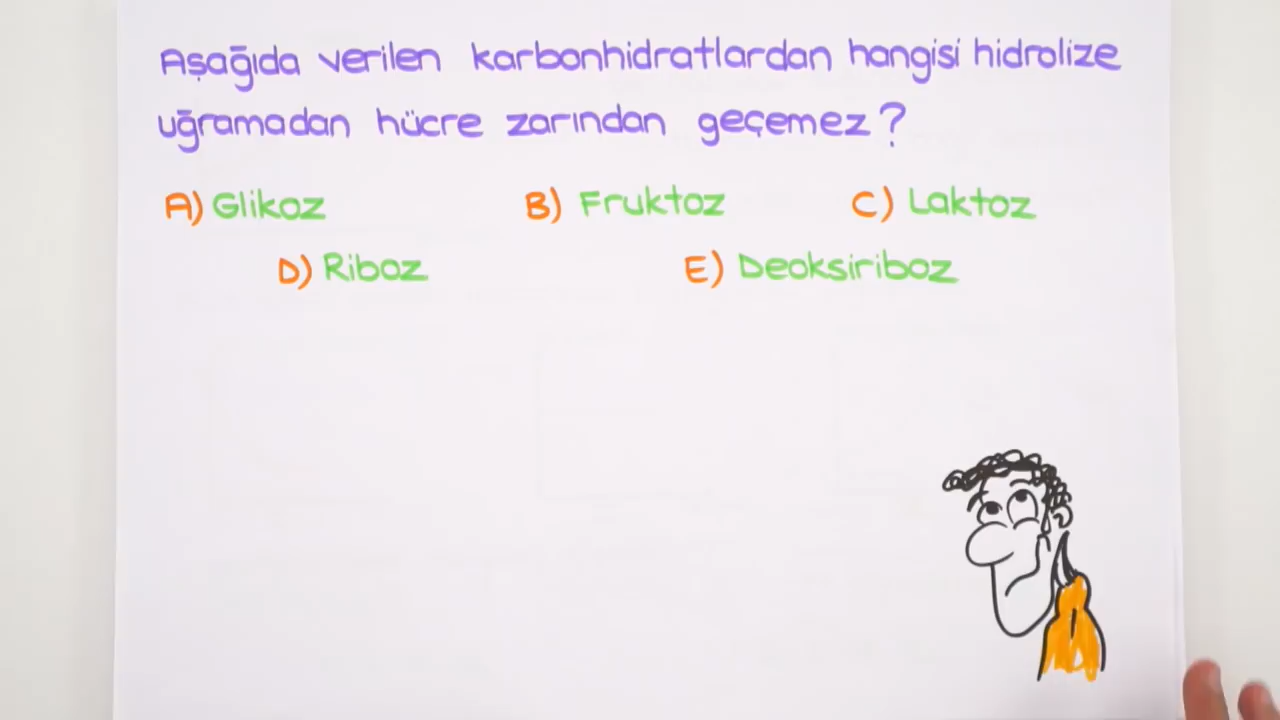 Aşağıda verilen karbonhidratlardan hangisi hidrolize
uğramadan hücre zarından geçemez?
A) Glikoz B) Fruktoz C) Laktoz
D) Riboz E) Deoksiriboz